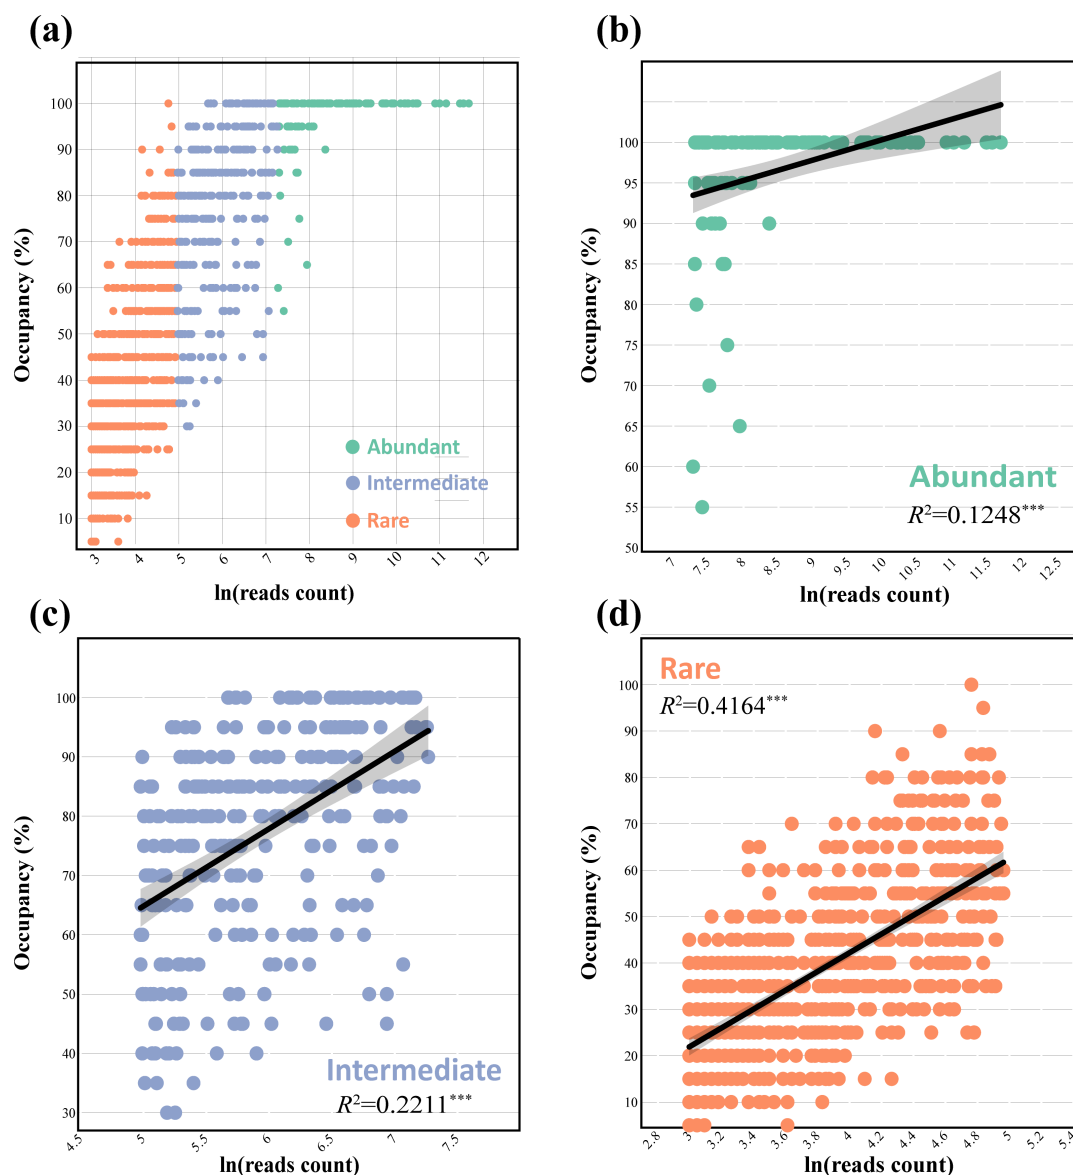 (a)
100
90
80
70
60
50
40
30
20
10
Occupancy (%)
Abundant
Intermediate
Rare
3 4 5 6 7 8 9 10 11 12
ln(reads count)
(b)
100
95
90
85
80
75
70
65
60
55
50
Occupancy (%)
Abundant
R²=0.1248***
7 7.5 8 8.5 9 9.5 10 10.5 11 11.5 12 12.5
ln(reads count)
(c)
100
90
80
70
60
50
40
30
Occupancy (%)
Intermediate
R²=0.2211***
4.5 5 5.5 6 6.5 7 7.5
ln(reads count)
(d)
Rare
R²=0.4164***
100
90
80
70
60
50
40
30
20
10
Occupancy (%)
2.8 3 3.2 3.4 3.6 3.8 4 4.2 4.4 4.6 4.8 5 5.2 5.4
ln(reads count)